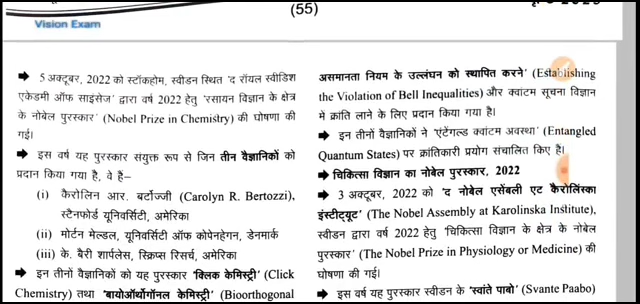 (55)
Vision Exam
➡ 5 अक्टूबर, 2022 को स्टॉकहोम, स्वीडन स्थित 'द रॉयल स्वीडिश
एकेडमी ऑफ साइंसेज' द्वारा वर्ष 2022 हेतु 'रसायन विज्ञान के क्षेत्र
के नोबेल पुरस्कार' (Nobel Prize in Chemistry) की घोषणा की
गई।
➡ इस वर्ष यह पुरस्कार संयुक्त रूप से जिन तीन वैज्ञानिकों को
प्रदान किया गया है, वे हैं–
(i) कैरोलिन आर. बर्टोज्जी (Carolyn R. Bertozzi),
स्टैनफोर्ड यूनिवर्सिटी, अमेरिका
(ii) मोर्टन मेल्डल, यूनिवर्सिटी ऑफ कोपेनहेगन, डेनमार्क
(iii) के. बैरी शार्पलेस, स्क्रिप्स रिसर्च, अमेरिका
➡ इन तीनों वैज्ञानिकों को यह पुरस्कार 'क्लिक केमिस्ट्री' (Click
Chemistry) तथा 'बायोऑर्थोगॉनल केमिस्ट्री' (Bioorthogonal
असमानता नियम के उल्लंघन को स्थापित करने' (Establishing
the Violation of Bell Inequalities) और क्वांटम सूचना विज्ञान
में क्रांति लाने के लिए प्रदान किया गया है।
➡ इन तीनों वैज्ञानिकों ने 'एंटैंगल्ड क्वांटम अवस्था' (Entangled
Quantum States) पर क्रांतिकारी प्रयोग संचालित किए है।
➡ चिकित्सा विज्ञान का नोबेल पुरस्कार, 2022
➡ 3 अक्टूबर, 2022 को 'द नोबेल एसेंबली एट कैरोलिंस्का
इंस्टीट्यूट' (The Nobel Assembly at Karolinska Institute),
स्वीडन द्वारा वर्ष 2022 हेतु 'चिकित्सा विज्ञान के क्षेत्र के नोबेल
पुरस्कार' (The Nobel Prize in Physiology or Medicine) की
घोषणा की गई।
➡ इस वर्ष यह पुरस्कार स्वीडन के 'स्वांते पाबो' (Svante Paabo)